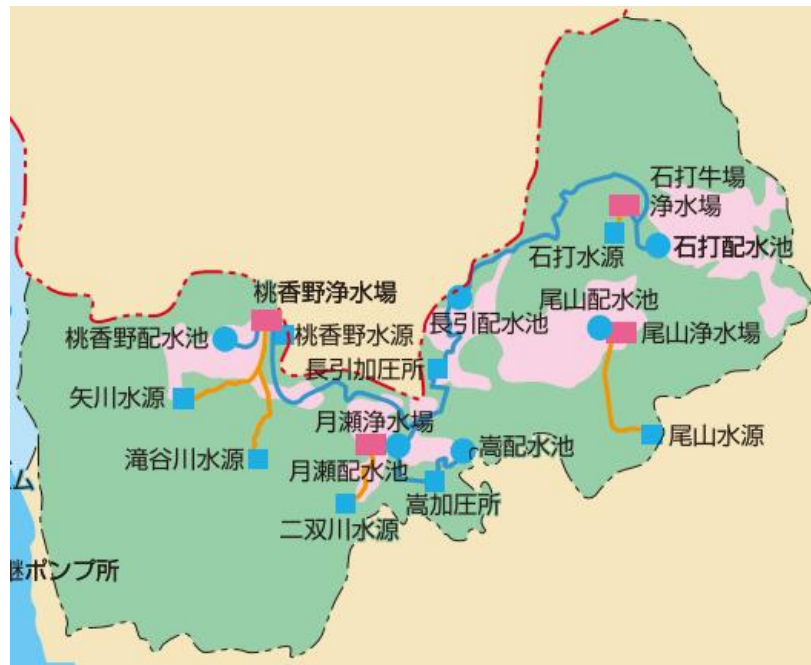 石打牛場
浄水場
石打水源
石打配水池
桃香野浄水場
尾山配水池
桃香野配水池
桃香野水源
長引配水池
尾山浄水場
長引加圧所
矢川水源
月瀬浄水場
滝谷川水源
月瀬配水池
嵩配水池
尾山水源
嵩加圧所
二双川水源
ム
継ポンプ所